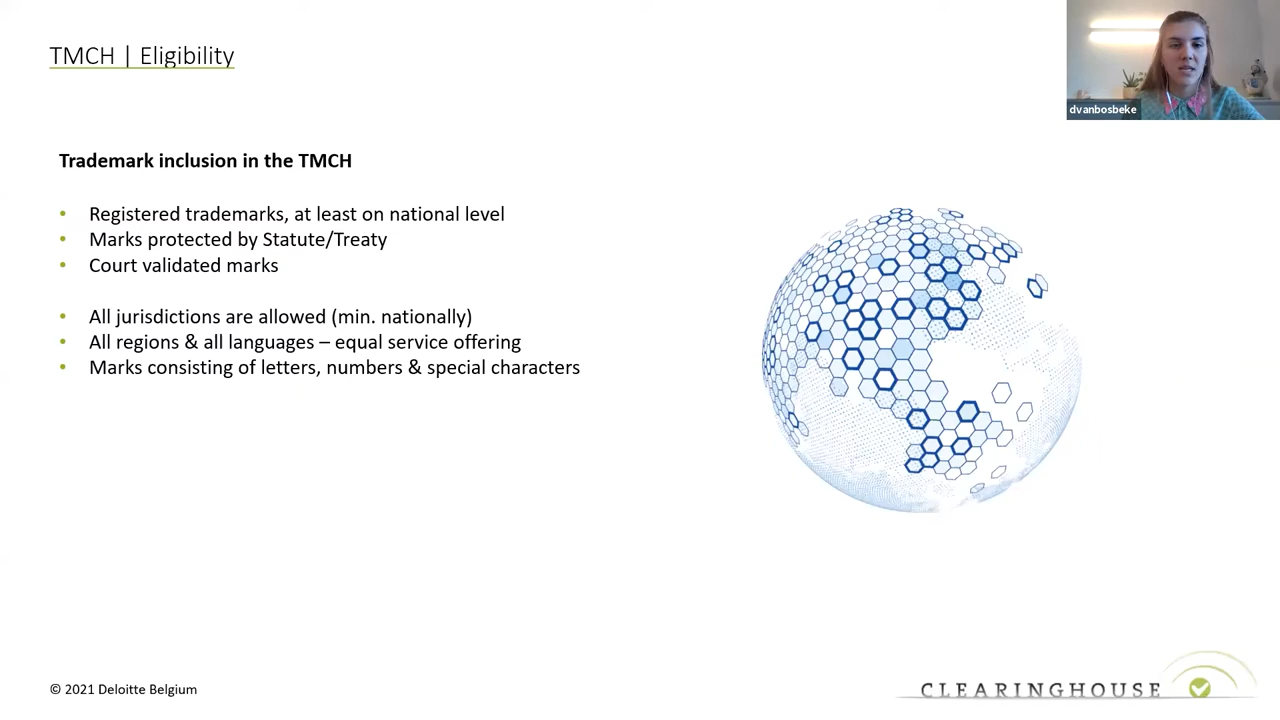 TMCH | Eligibility
dvanbosbeke
Trademark inclusion in the TMCH
• Registered trademarks, at least on national level
• Marks protected by Statute/Treaty
• Court validated marks
• All jurisdictions are allowed (min. nationally)
• All regions & all languages – equal service offering
• Marks consisting of letters, numbers & special characters
© 2021 Deloitte Belgium
CLEARINGHOUSE